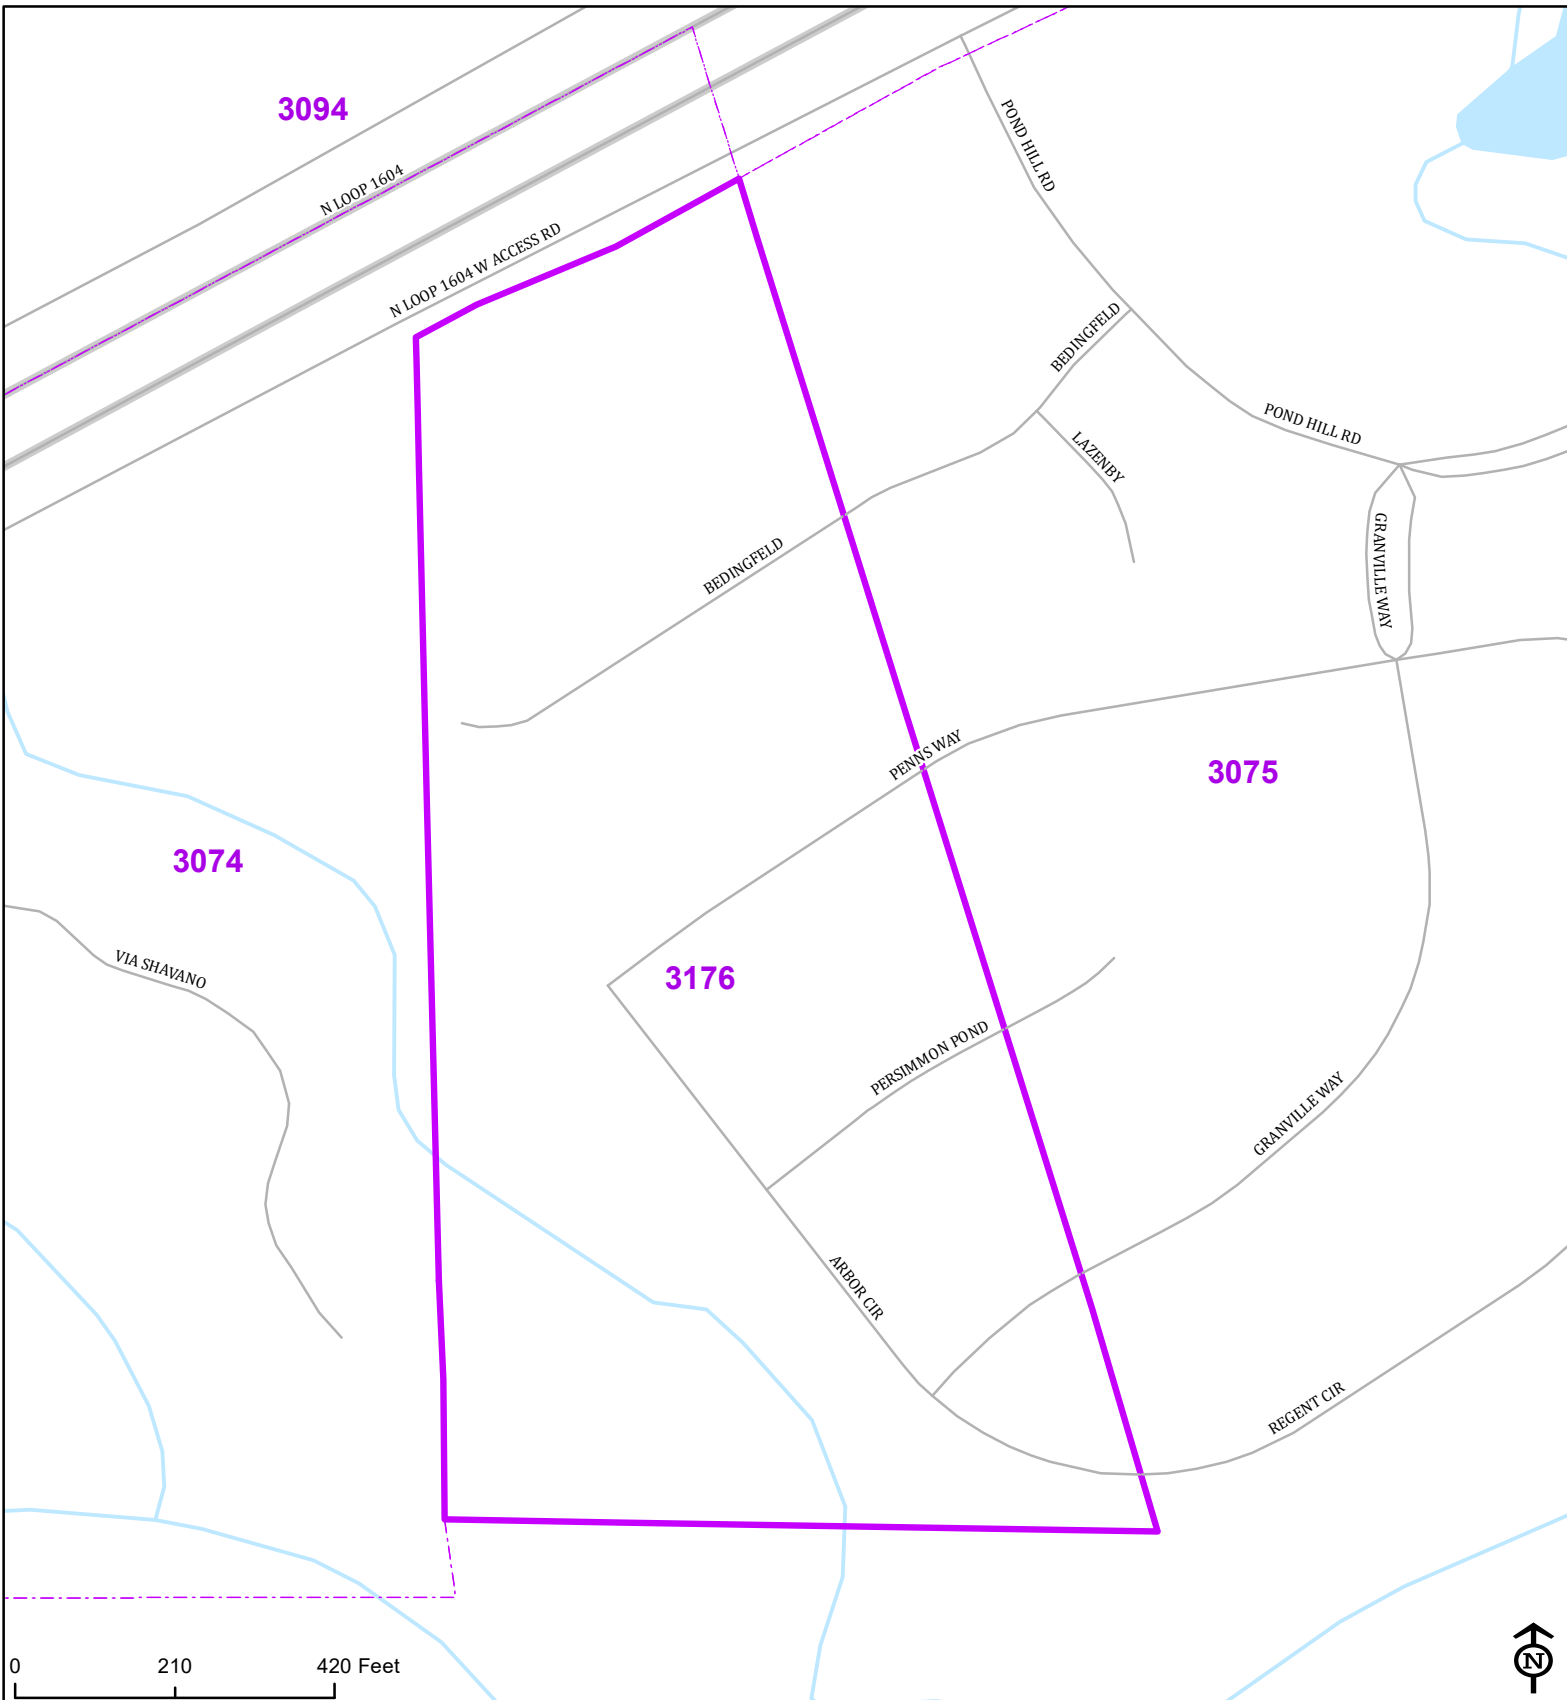 3094
N LOOP 1604
POND HILL RD
N LOOP 1604 W ACCESS RD
BEDINGFELD
POND HILL RD
LAZENBY
GRANVILLE WAY
BEDINGFELD
PENNS WAY
3075
3074
VIA SHAVANO
3176
PERSIMMON POND
GRANVILLE WAY
ARBOR CIR
REGENT CIR
0 210 420 Feet
N